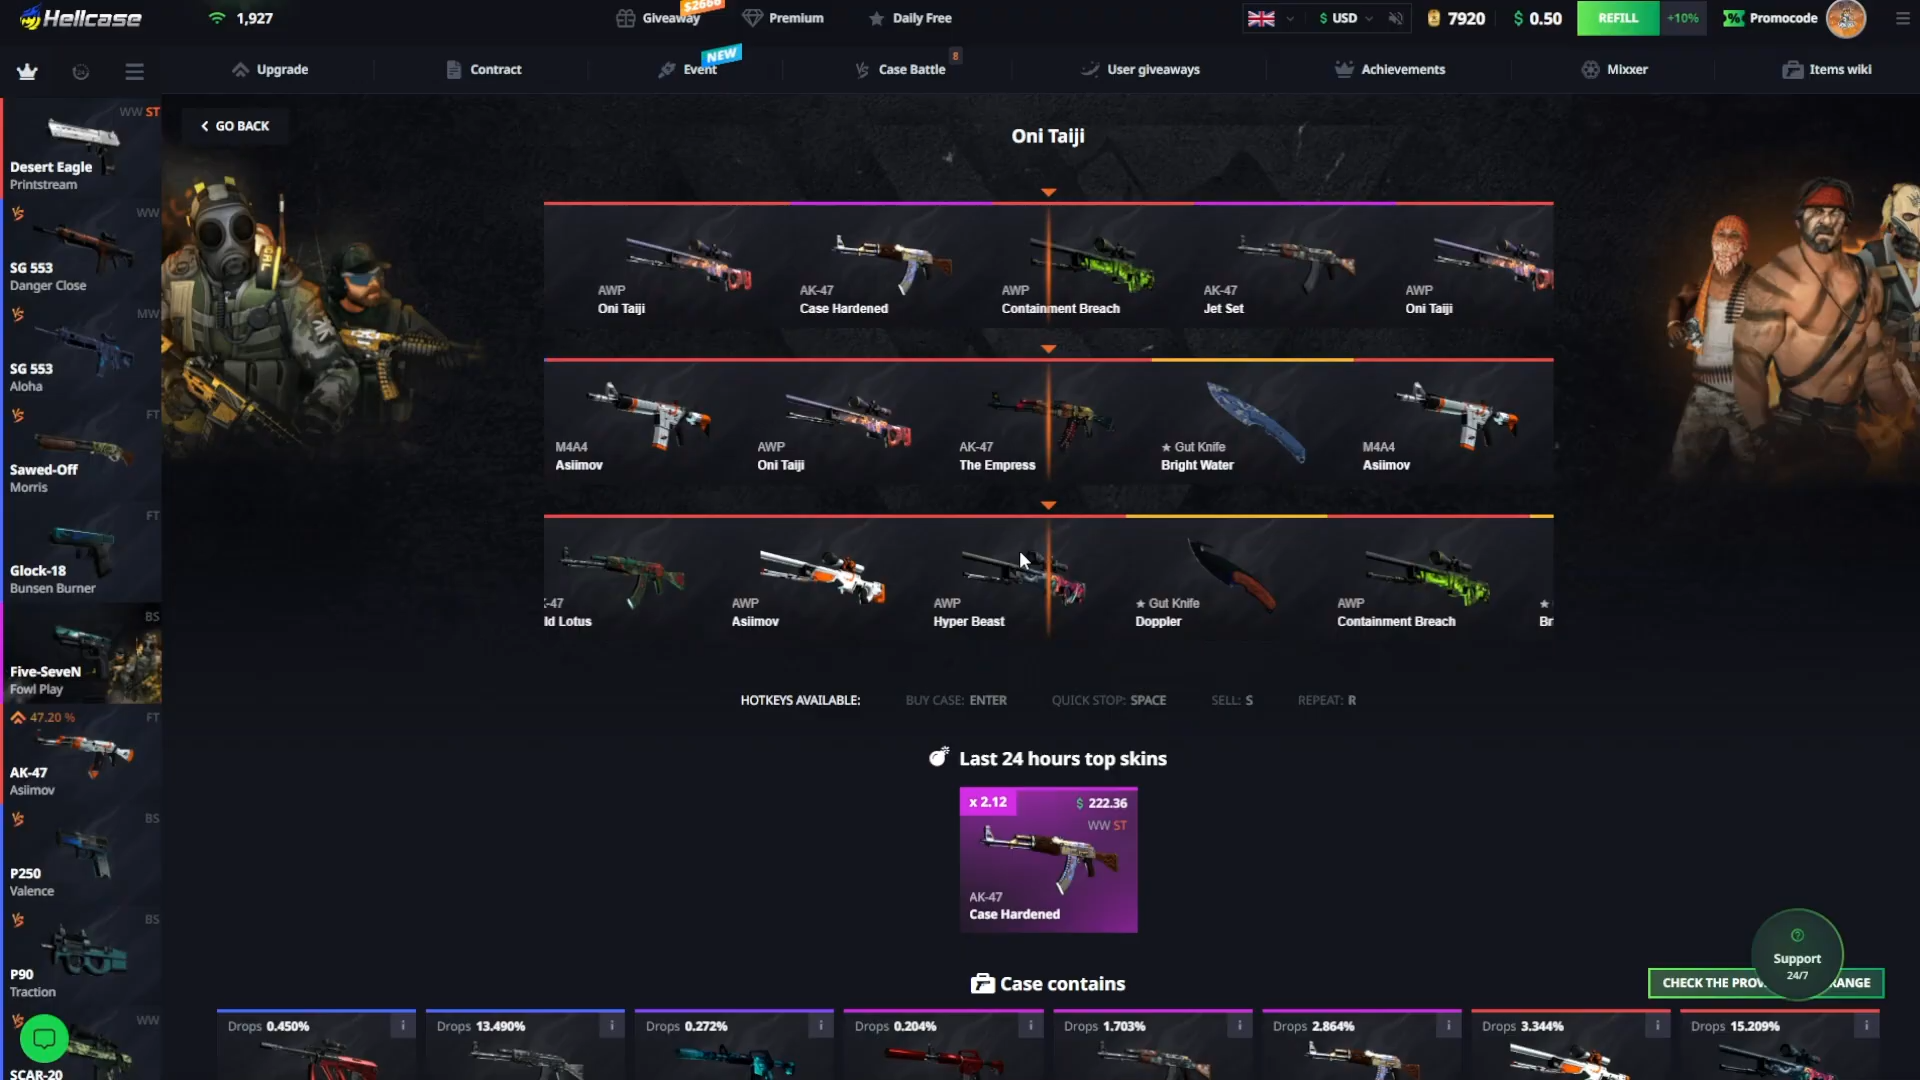 Hellcase
1,927
Giveaway
$2666
Premium
Daily Free
$ USD
7920
$ 0.50
REFILL
+10%
Promocode
Upgrade
Contract
Event
NEW
Case Battle
8
User giveaways
Achievements
Mixxer
Items wiki
GO BACK
Oni Taiji
WW ST
Desert Eagle
Printstream
WW
SG 553
Danger Close
MW
SG 553
Aloha
FT
Sawed-Off
Morris
FT
Glock-18
Bunsen Burner
BS
Five-SeveN
Fowl Play
47.20 %
FT
AK-47
Asiimov
BS
P250
Valence
BS
P90
Traction
WW
SCAR-20
AWP
Oni Taiji
AK-47
Case Hardened
AWP
Containment Breach
AK-47
Jet Set
AWP
Oni Taiji
M4A4
Asiimov
AWP
Oni Taiji
AK-47
The Empress
★ Gut Knife
Bright Water
M4A4
Asiimov
-47
ld Lotus
AWP
Asiimov
AWP
Hyper Beast
★ Gut Knife
Doppler
AWP
Containment Breach
★
Br
HOTKEYS AVAILABLE:
BUY CASE: ENTER
QUICK STOP: SPACE
SELL: S
REPEAT: R
Last 24 hours top skins
x 2.12
$ 222.36
WW ST
AK-47
Case Hardened
Case contains
CHECK THE PROV
RANGE
Support
24/7
Drops 0.450%
Drops 13.490%
Drops 0.272%
Drops 0.204%
Drops 1.703%
Drops 2.864%
Drops 3.344%
Drops 15.209%